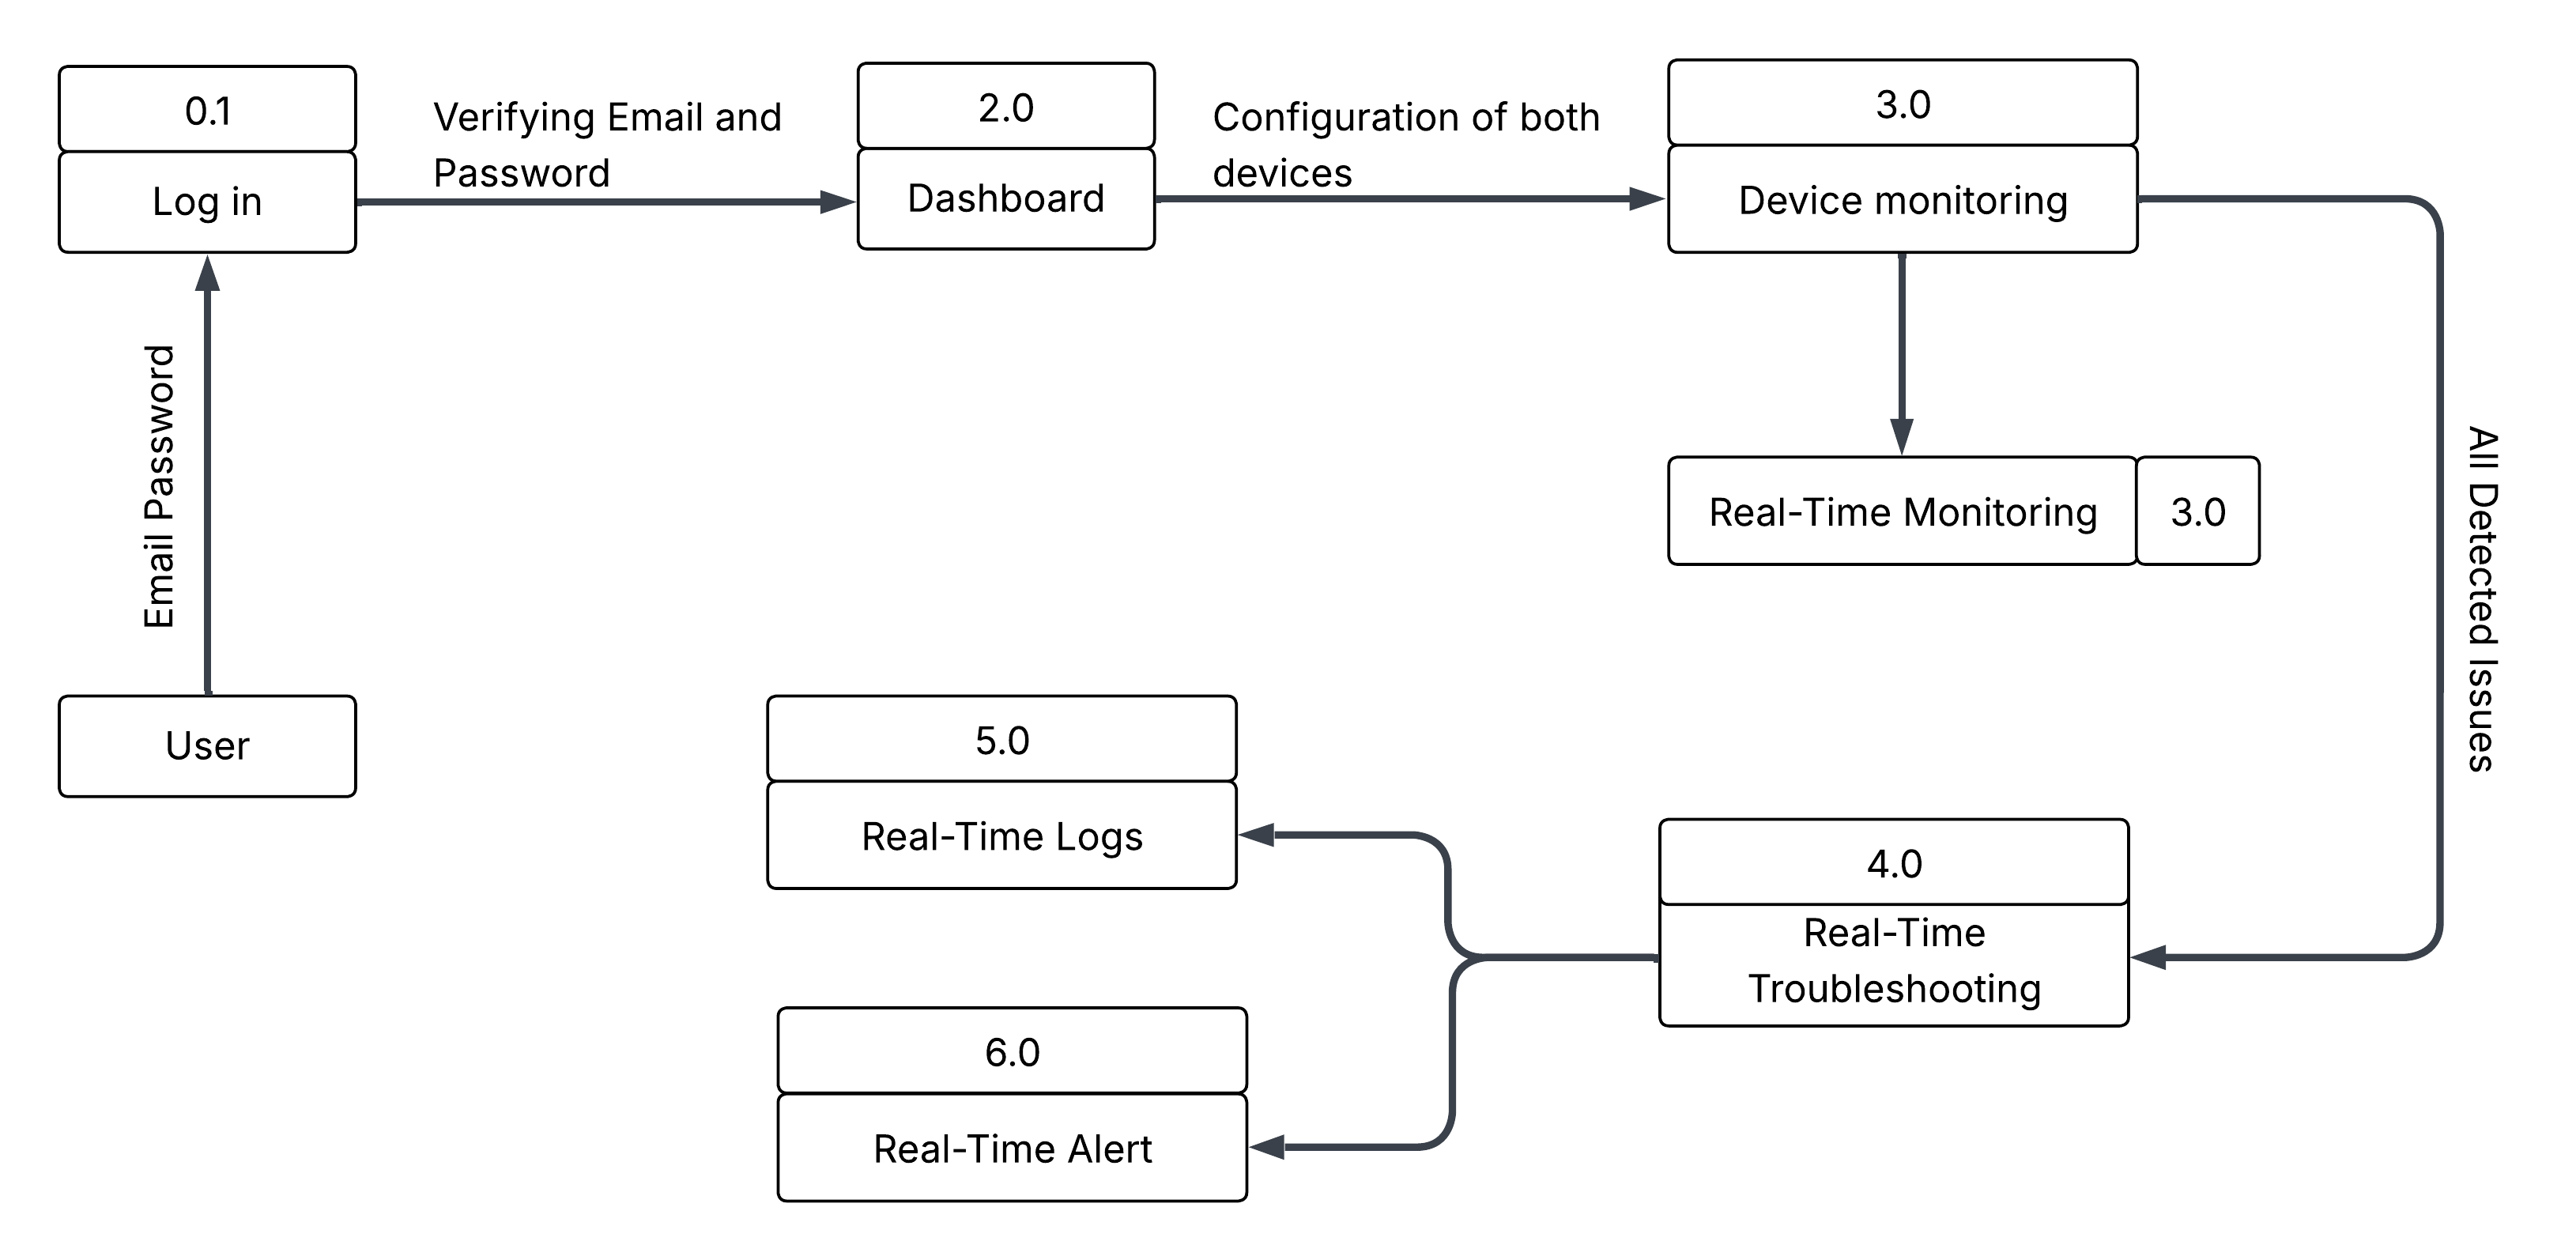 0.1
Log in
Verifying Email and
Password
2.0
Dashboard
Configuration of both
devices
3.0
Device monitoring
Email Password
Real-Time Monitoring
3.0
All Detected Issues
User
5.0
Real-Time Logs
4.0
Real-Time
Troubleshooting
6.0
Real-Time Alert